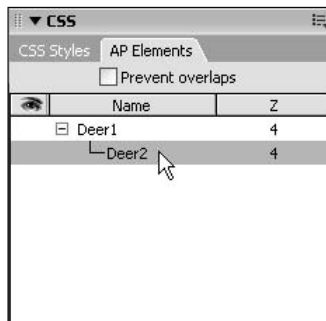 CSS
CSS Styles AP Elements
Prevent overlaps
Name Z
Deer1 4
Deer2 4